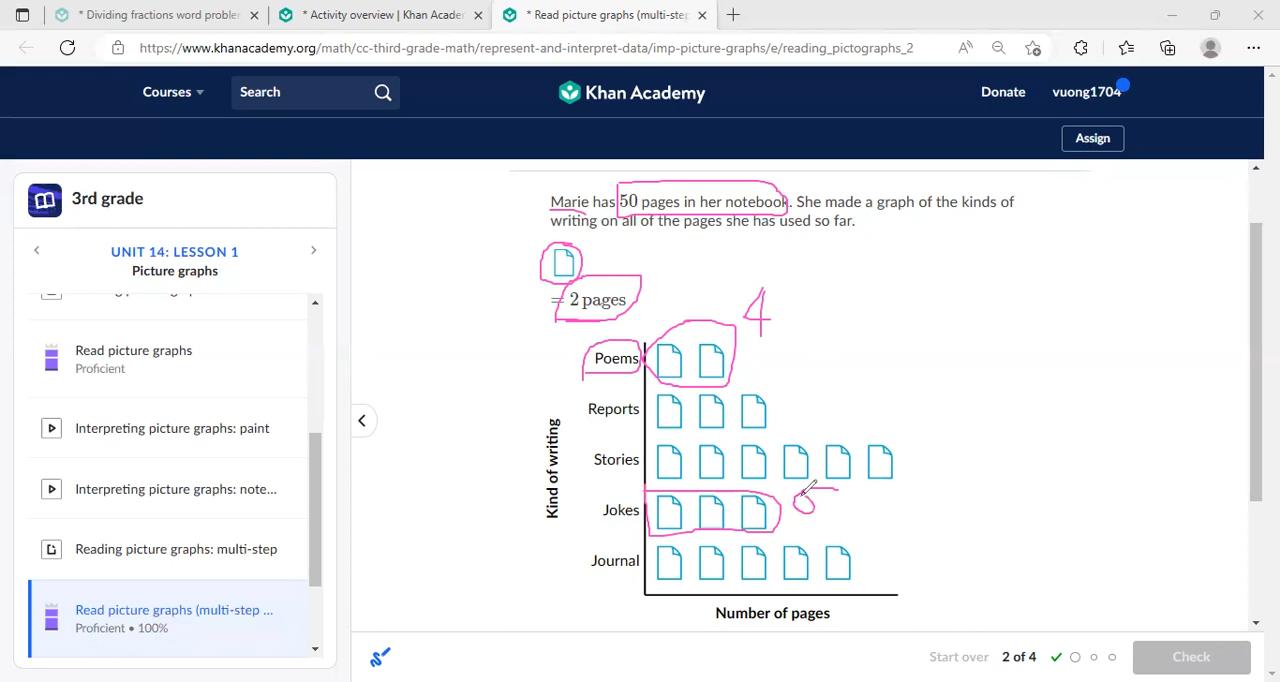 * Dividing fractions word probler
* Activity overview | Khan Acader
* Read picture graphs (multi-step
https://www.khanacademy.org/math/cc-third-grade-math/represent-and-interpret-data/imp-picture-graphs/e/reading_pictographs_2
Courses
Search
Khan Academy
Donate
vuong1704
Assign
3rd grade
UNIT 14: LESSON 1
Picture graphs
Read picture graphs
Proficient
Interpreting picture graphs: paint
Interpreting picture graphs: note...
Reading picture graphs: multi-step
Read picture graphs (multi-step ...
Proficient • 100%
Marie has 50 pages in her notebook. She made a graph of the kinds of
writing on all of the pages she has used so far.
= 2 pages
4
Poems
Reports
Stories
Jokes
Journal
Kind of writing
Number of pages
Start over
2 of 4
Check